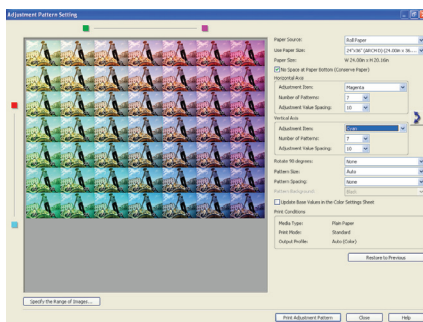 Adjustment Pattern Setting
Paper Source: Roll Paper
Use Paper Size: 24"x36" (ARCH D) (24.00in x 36....
Paper Size: W 24.00in x H 20.10in
No Space at Paper Bottom (Conserve Paper)
Horizontal Axis
Adjustment Item: Magenta
Number of Patterns: 7
Adjustment Value Spacing: 10
Vertical Axis
Adjustment Item: Cyan
Number of Patterns: 7
Adjustment Value Spacing: 10
Rotate 90 degrees: None
Pattern Size: Auto
Pattern Spacing: None
Pattern Background:
Update Base Values in the Color Settings Sheet
Print Conditions
Media Type: Plain Paper
Print Mode: Standard
Output Profile: Auto (Color)
Restore to Previous
Specify the Range of Images...
Print Adjustment Pattern Close Help